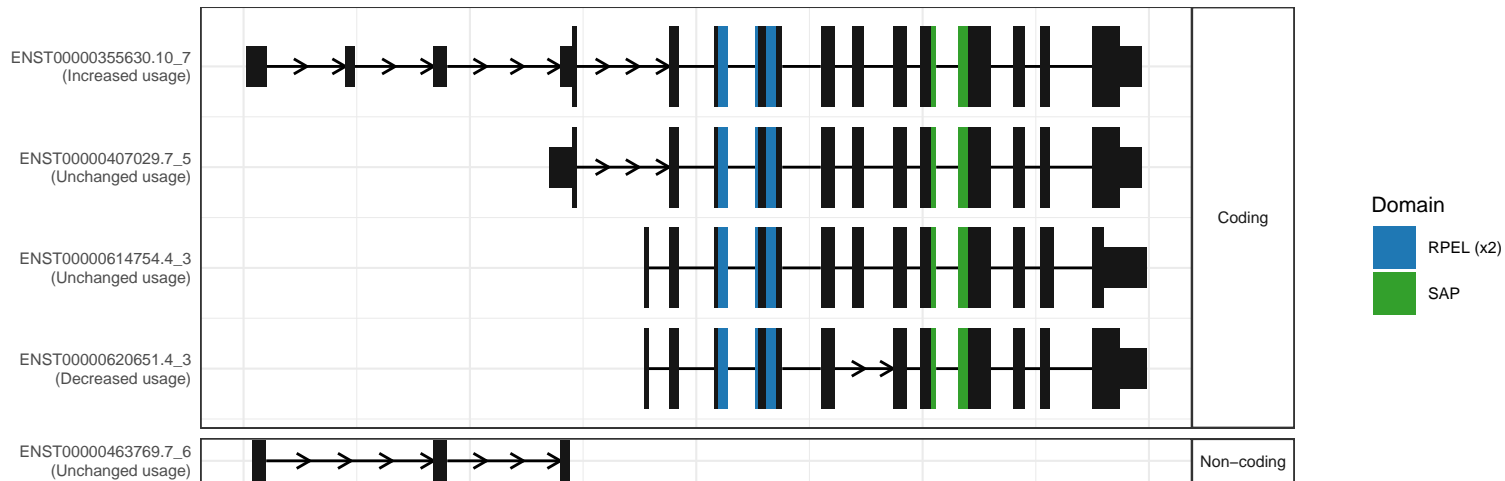 ENST00000355630.10_7
(Increased usage)
ENST00000407029.7_5
(Unchanged usage)
ENST00000614754.4_3
(Unchanged usage)
ENST00000620651.4_3
(Decreased usage)
Coding
ENST00000463769.7_6
(Unchanged usage)
Non−coding
Domain
RPEL (x2)
SAP